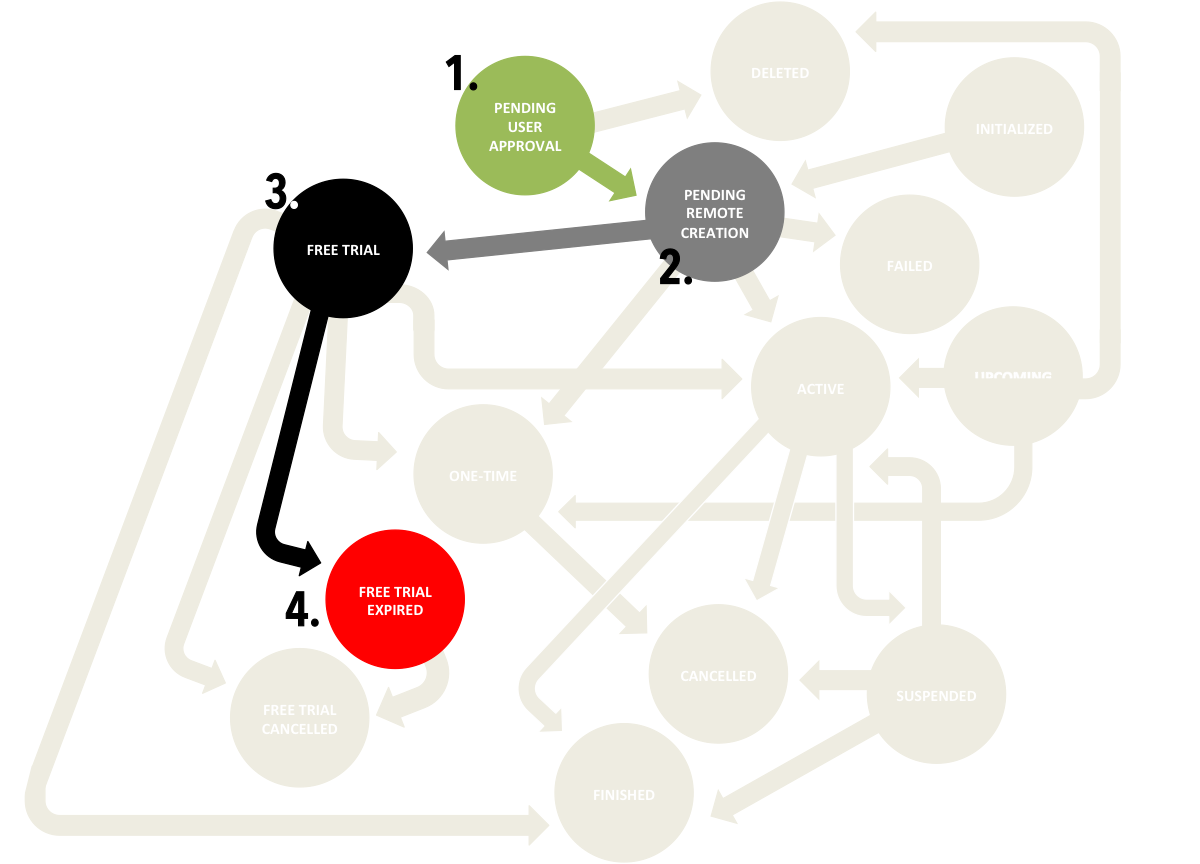 1.
PENDING
USER
APPROVAL
DELETED
INITIALIZED
PENDING
REMOTE
CREATION
2.
3.
FREE TRIAL
FAILED
UPCOMING
ACTIVE
ONE-TIME
4.
FREE TRIAL
EXPIRED
FREE TRIAL
CANCELLED
CANCELLED
SUSPENDED
FINISHED